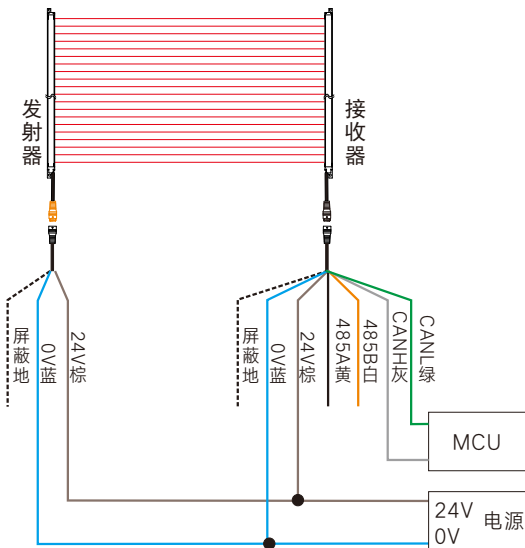 发射器
接收器
屏蔽地
0V蓝
24V棕
屏蔽地
0V蓝
24V棕
485A黄
485B白
CANH灰
CANL绿
MCU
24V
电源
0V